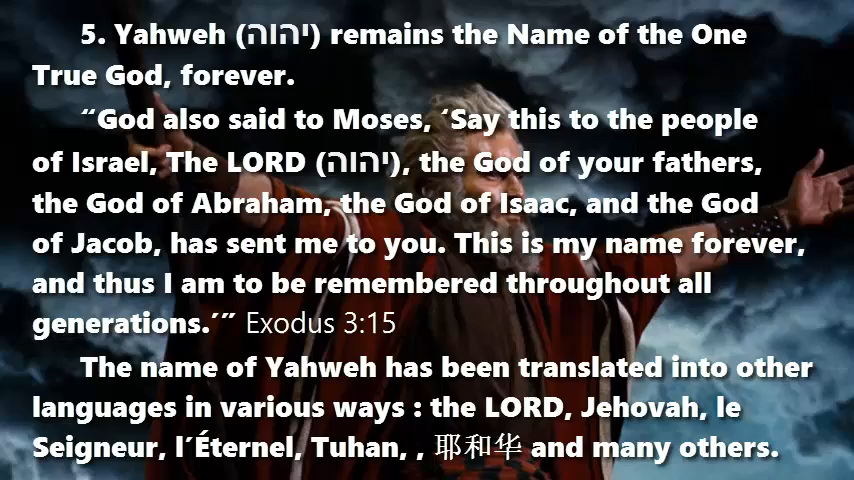 5. Yahweh (יהוה) remains the Name of the One
True God, forever.
“God also said to Moses, ‘Say this to the people
of Israel, The LORD (יהוה), the God of your fathers,
the God of Abraham, the God of Isaac, and the God
of Jacob, has sent me to you. This is my name forever,
and thus I am to be remembered throughout all
generations.’” Exodus 3:15
The name of Yahweh has been translated into other
languages in various ways : the LORD, Jehovah, le
Seigneur, l’Éternel, Tuhan, , 耶和华 and many others.